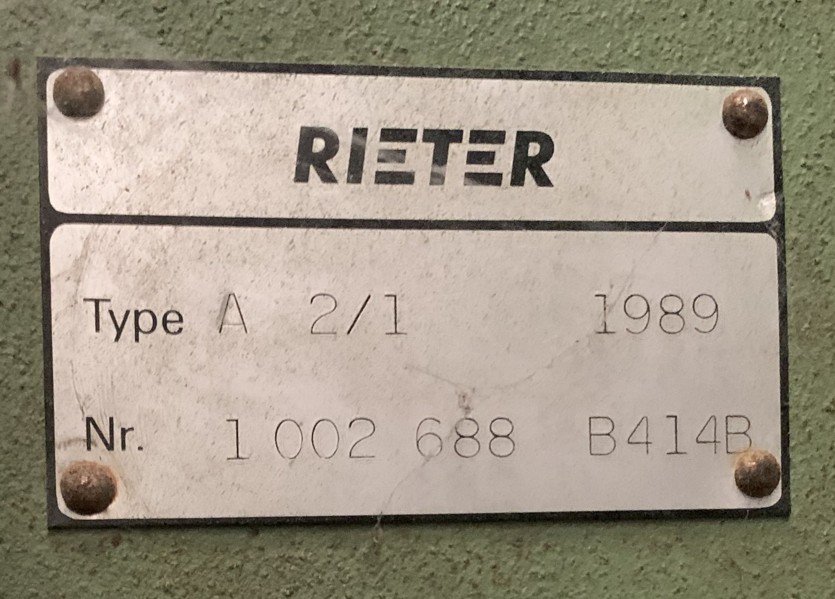 RIETER
Type A 2/1 1989
Nr. 1 002 688 B414B